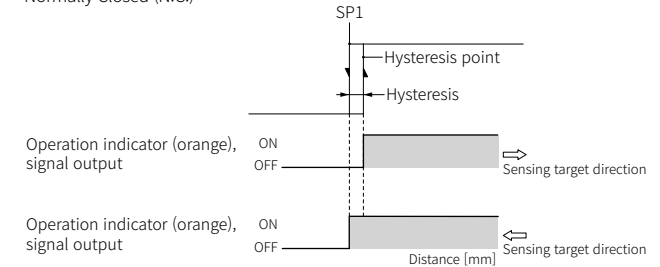 Normally Closed (N.C.)
SP1
Hysteresis point
Hysteresis
Operation indicator (orange),
signal output
ON
OFF
Sensing target direction
Operation indicator (orange),
signal output
ON
OFF
Sensing target direction
Distance [mm]